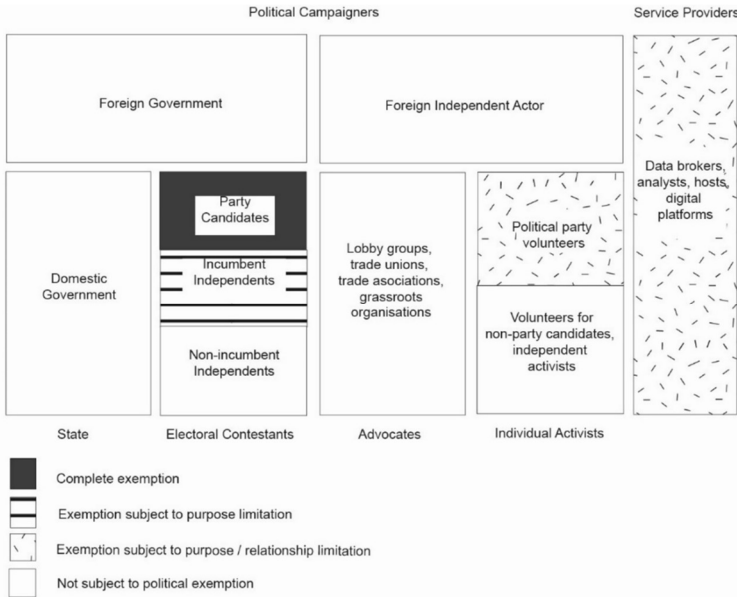 Political Campaigners
Service Providers
Foreign Government
Foreign Independent Actor
Data brokers,
analysts, hosts,
digital
platforms
Domestic
Government
Party
Candidates
Incumbent
Independents
Non-incumbent
Independents
Lobby groups,
trade unions,
trade asociations,
grassroots
organisations
Political party
volunteers
Volunteers for
non-party candidates,
independent
activists
State
Electoral Contestants
Advocates
Individual Activists
Complete exemption
Exemption subject to purpose limitation
Exemption subject to purpose / relationship limitation
Not subject to political exemption